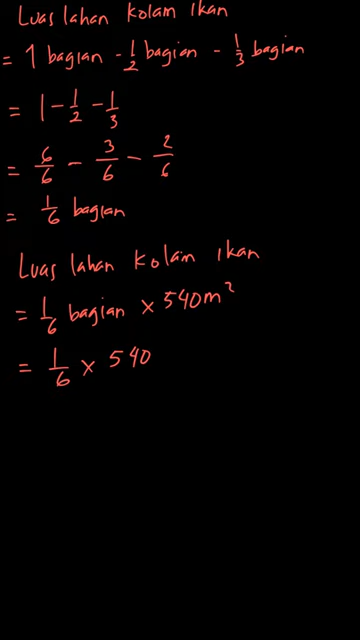 Luas lahan kolam ikan
= 1 bagian - 1/2 bagian - 1/3 bagian
= 1 - 1/2 - 1/3
= 6/6 - 3/6 - 2/6
= 1/6 bagian
Luas lahan kolam ikan
= 1/6 bagian × 540 m²
= 1/6 × 540